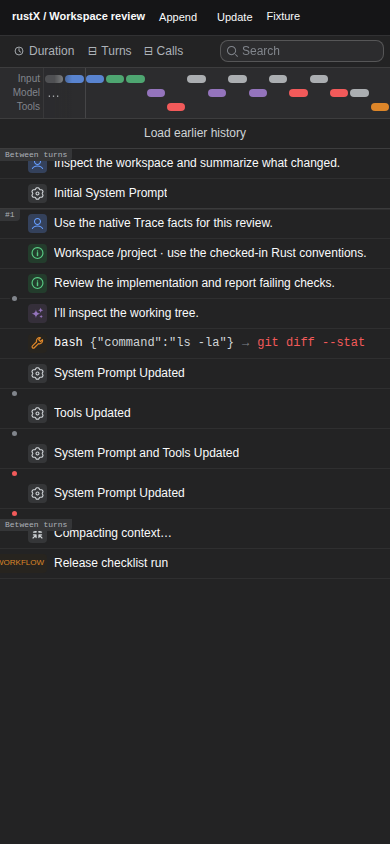 rustX / Workspace review Append Update Fixture
Duration Turns Calls Search
Input
Model ...
Tools
Load earlier history
Between turns
Inspect the workspace and summarize what changed.
Initial System Prompt
#1
Use the native Trace facts for this review.
Workspace /project · use the checked-in Rust conventions.
Review the implementation and report failing checks.
I'll inspect the working tree.
bash {"command":"ls -la"} → git diff --stat
System Prompt Updated
Tools Updated
System Prompt and Tools Updated
System Prompt Updated
Between turns
Compacting context…
WORKFLOW Release checklist run